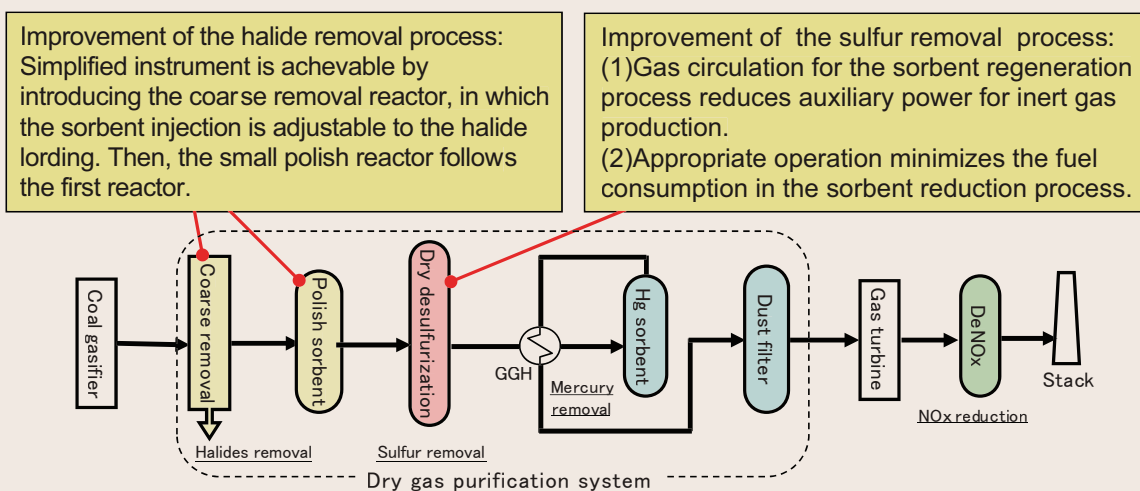 Improvement of the halide removal process:
Simplified instrument is achevable by
introducing the coarse removal reactor, in which
the sorbent injection is adjustable to the halide
lording. Then, the small polish reactor follows
the first reactor.
Improvement of  the sulfur removal  process:
(1)Gas circulation for the sorbent regeneration
process reduces auxiliary power for inert gas
production.
(2)Appropriate operation minimizes the fuel
consumption in the sorbent reduction process.
Coal gasifier
Coarse removal
Polish sorbent
Dry desulfurization
GGH
Hg sorbent
Mercury
removal
Dust filter
Gas turbine
DeNOx
Stack
Halides removal
Sulfur removal
NOx reduction
Dry gas purification system